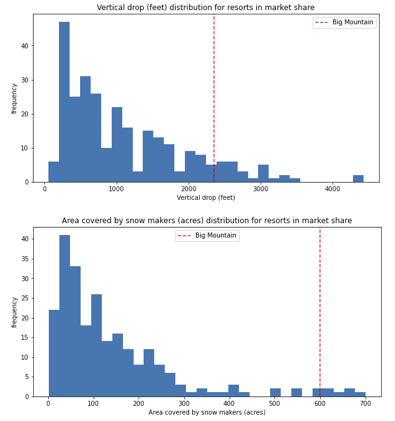 Vertical drop (feet) distribution for resorts in market share
Big Mountain
40
30
20
10
0
frequency
0 1000 2000 3000 4000
Vertical drop (feet)
Area covered by snow makers (acres) distribution for resorts in market share
Big Mountain
40
35
30
25
20
15
10
5
0
frequency
0 100 200 300 400 500 600 700
Area covered by snow makers (acres)